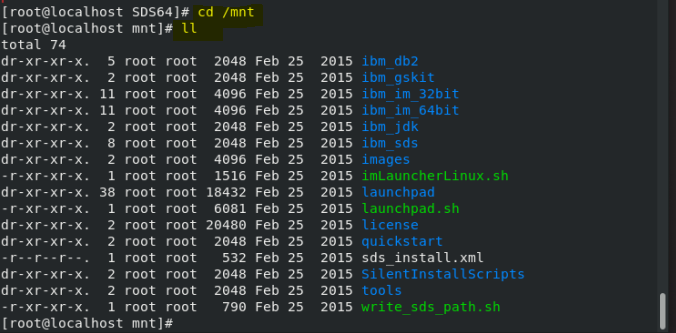 [root@localhost SDS64]# cd /mnt
[root@localhost mnt]# ll
total 74
dr-xr-xr-x.  5 root root  2048 Feb 25  2015 ibm_db2
dr-xr-xr-x.  2 root root  2048 Feb 25  2015 ibm_gskit
dr-xr-xr-x. 11 root root  4096 Feb 25  2015 ibm_im_32bit
dr-xr-xr-x. 11 root root  4096 Feb 25  2015 ibm_im_64bit
dr-xr-xr-x.  2 root root  2048 Feb 25  2015 ibm_jdk
dr-xr-xr-x.  8 root root  2048 Feb 25  2015 ibm_sds
dr-xr-xr-x.  2 root root  4096 Feb 25  2015 images
-r-xr-xr-x.  1 root root  1516 Feb 25  2015 imLauncherLinux.sh
dr-xr-xr-x. 38 root root 18432 Feb 25  2015 launchpad
-r-xr-xr-x.  1 root root  6081 Feb 25  2015 launchpad.sh
dr-xr-xr-x.  2 root root 20480 Feb 25  2015 license
dr-xr-xr-x.  2 root root  2048 Feb 25  2015 quickstart
-r--r--r--.  1 root root   532 Feb 25  2015 sds_install.xml
dr-xr-xr-x.  2 root root  2048 Feb 25  2015 SilentInstallScripts
dr-xr-xr-x.  2 root root  2048 Feb 25  2015 tools
-r-xr-xr-x.  1 root root   790 Feb 25  2015 write_sds_path.sh
[root@localhost mnt]#